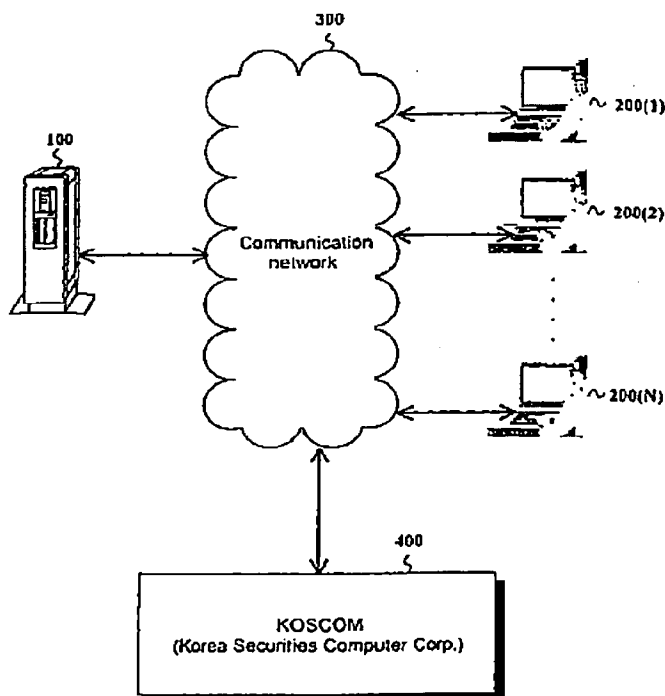 300
200(1)
100
200(2)
Communication
network
200(N)
400
KOSCOM
(Korea Securities Computer Corp.)